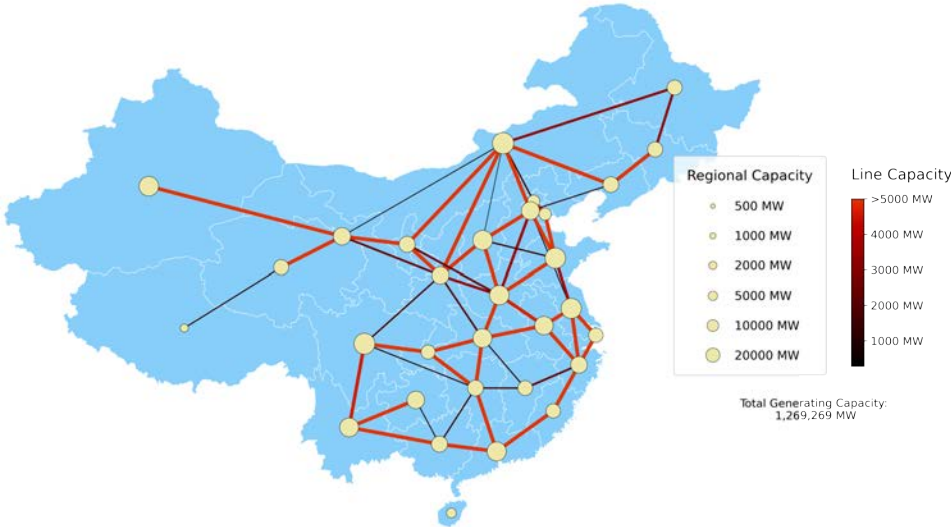 Regional Capacity
500 MW
1000 MW
2000 MW
5000 MW
10000 MW
20000 MW
Line Capacity
>5000 MW
4000 MW
3000 MW
2000 MW
1000 MW
Total Generating Capacity:
1,269,269 MW